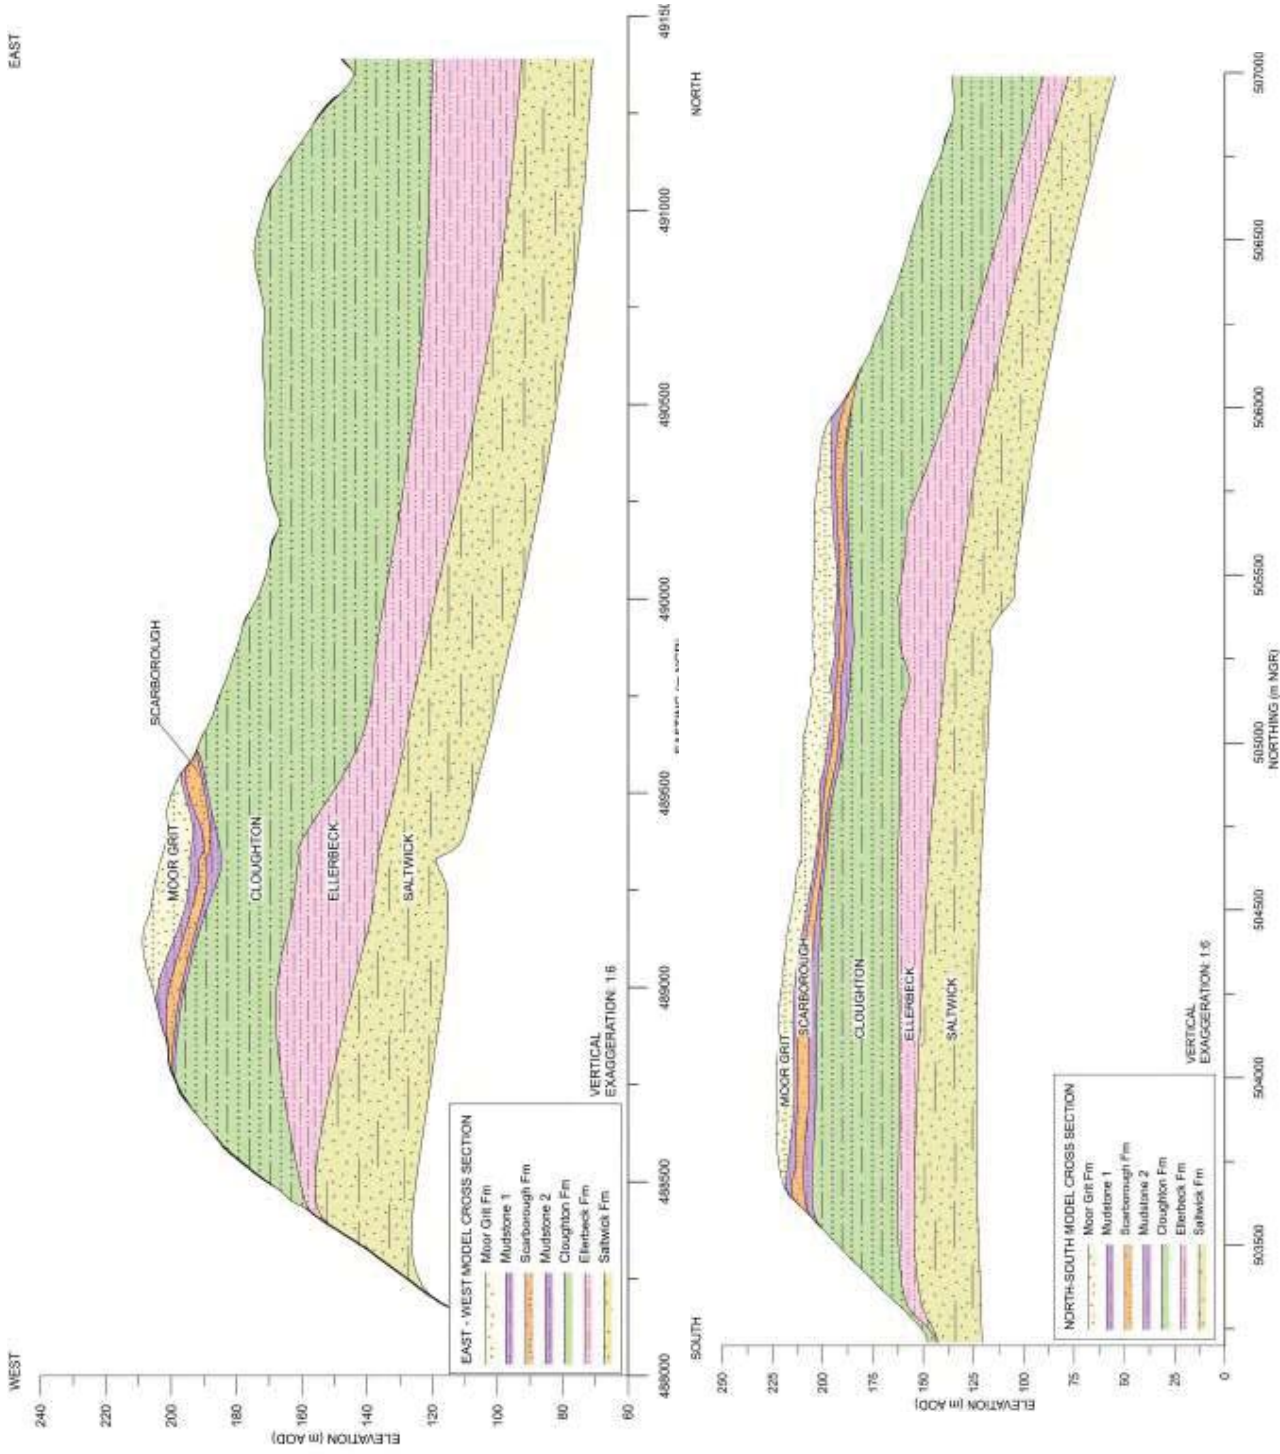 WEST
EAST
240
220
200
180
160
140
120
100
80
60
ELEVATION (m AOD)
SCARBOROUGH
MOOR GRIT
CLOUGHTON
ELLERBECK
SALTWICK
EAST - WEST MODEL CROSS SECTION
Moor Grit Fm
Mudstone 1
Scarborough Fm
Mudstone 2
Cloughton Fm
Ellerbeck Fm
Saltwick Fm
VERTICAL
EXAGGERATION: 1:6
488000
488500
489000
489500
490000
490500
491000
SOUTH
NORTH
250
225
200
175
150
125
100
75
50
25
0
ELEVATION (m AOD)
MOOR GRIT
SCARBOROUGH
CLOUGHTON
ELLERBECK
SALTWICK
NORTH-SOUTH MODEL CROSS SECTION
Moor Grit Fm
Mudstone 1
Scarborough Fm
Mudstone 2
Cloughton Fm
Ellerbeck Fm
Saltwick Fm
VERTICAL
EXAGGERATION: 1:6
503500
504000
504500
505000
505500
506000
506500
507000
NORTHING (m NGR)